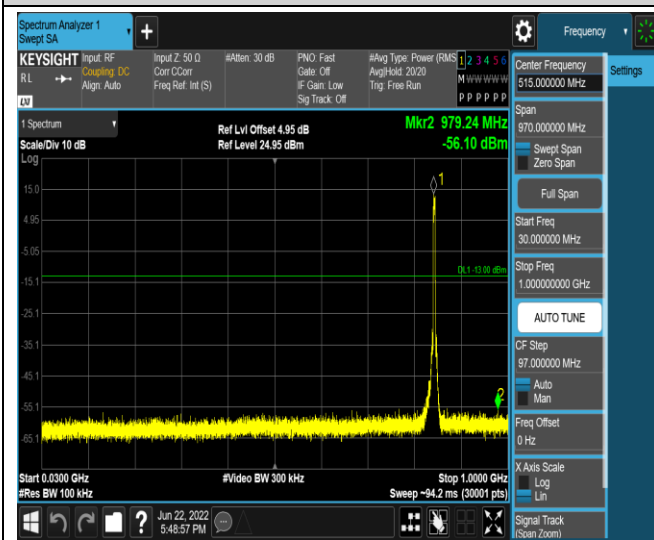 Spectrum Analyzer 1
Swept SA
+
Frequency
KEYSIGHT
RL
LXI
Input: RF
Coupling: DC
Align: Auto
Input Z: 50 Ω
Corr CCorr
Freq Ref: Int (S)
#Atten: 30 dB
PNO: Fast
Gate: Off
IF Gain: Low
Sig Track: Off
#Avg Type: Power (RMS
Avg|Hold: 20/20
Trig: Free Run
1 2 3 4 5 6
M W W W W W
P P P P P P
1 Spectrum
Scale/Div 10 dB
Log
Ref Lvl Offset 4.95 dB
Ref Level 24.95 dBm
Mkr2 979.24 MHz
-56.10 dBm
1
15.0
4.95
-5.05
DL1 -13.00 dBm
-15.1
-25.1
-35.1
-45.1
2
-55.1
-65.1
Start 0.0300 GHz
#Res BW 100 kHz
#Video BW 300 kHz
Stop 1.0000 GHz
Sweep ~94.2 ms (30001 pts)
?
Jun 22, 2022
5:48:57 PM
Center Frequency
515.000000 MHz
Settings
Span
970.000000 MHz
Swept Span
Zero Span
Full Span
Start Freq
30.000000 MHz
Stop Freq
1.000000000 GHz
AUTO TUNE
CF Step
97.000000 MHz
Auto
Man
Freq Offset
0 Hz
X Axis Scale
Log
Lin
Signal Track
(Span Zoom)